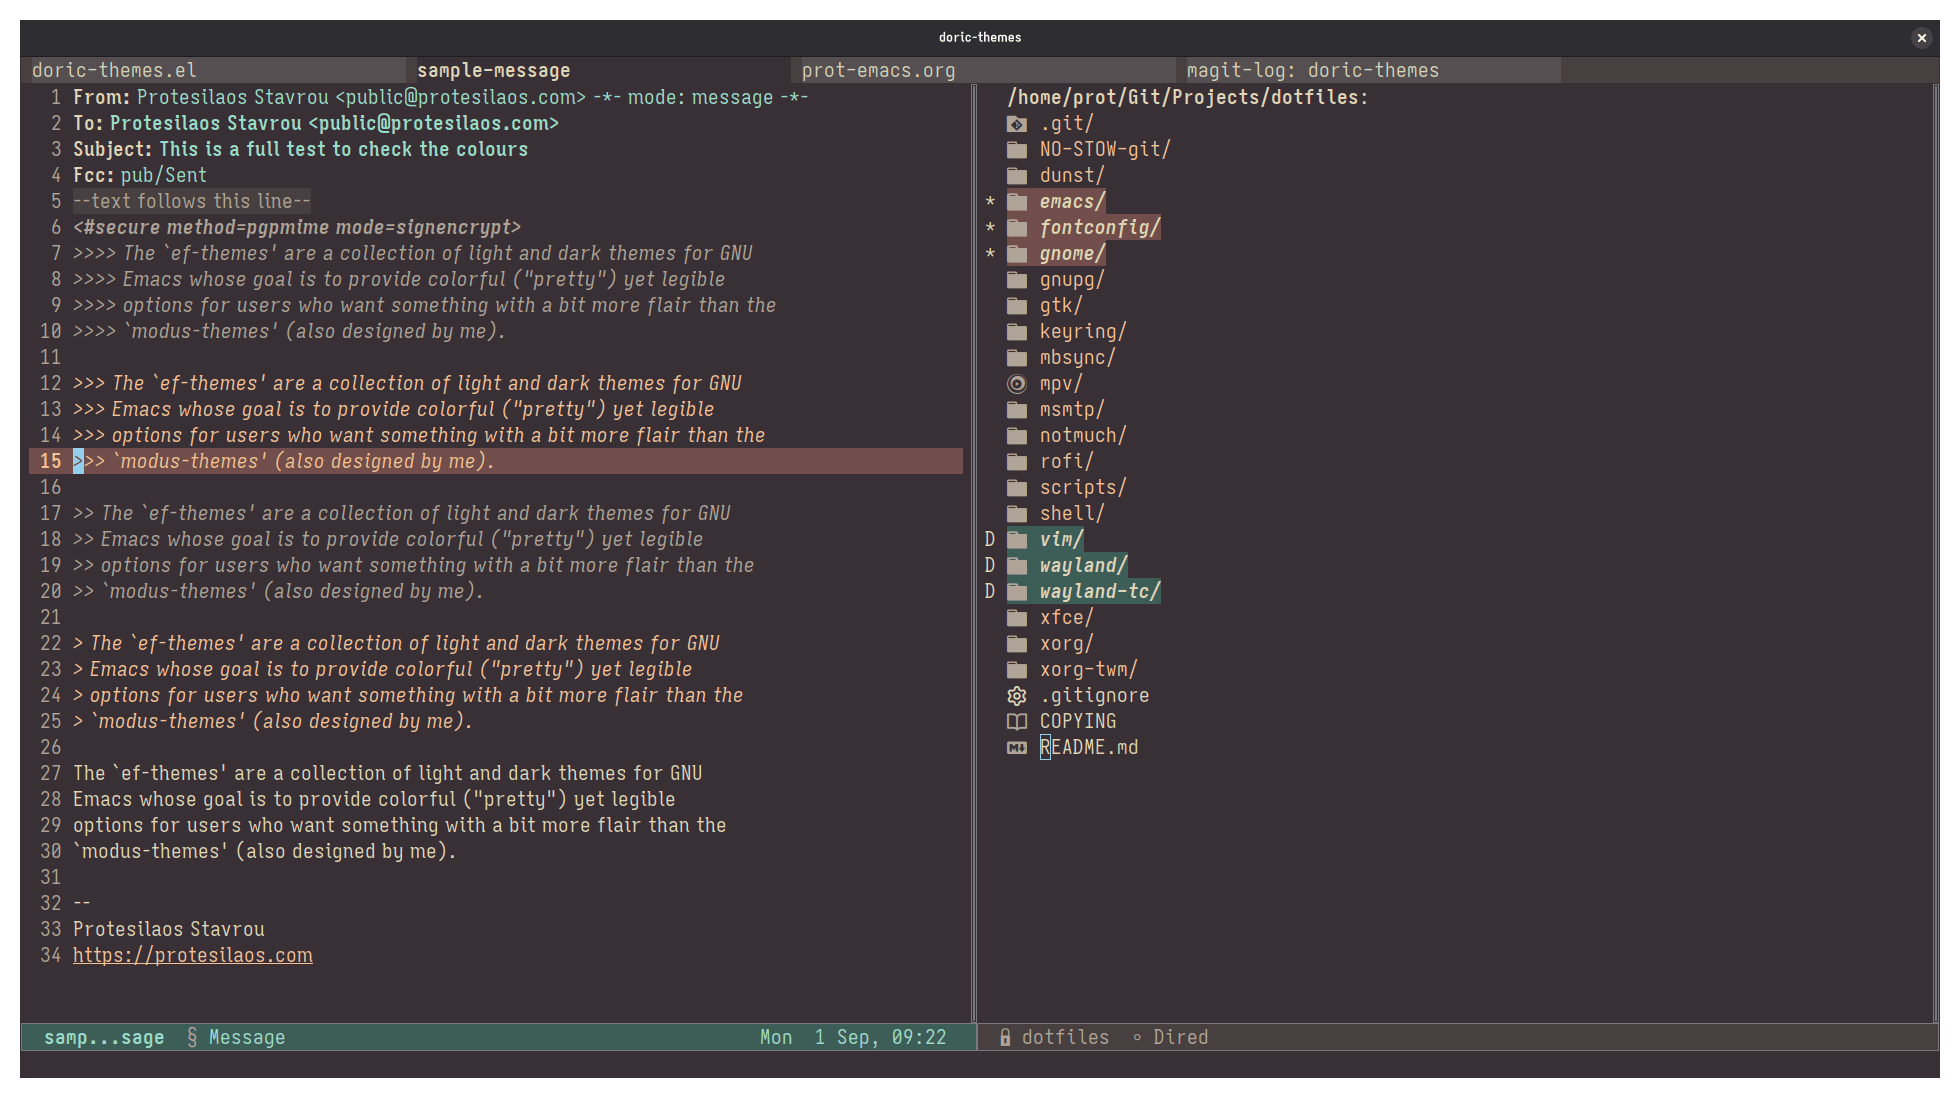 doric-themes
doric-themes.el sample-message prot-emacs.org magit-log: doric-themes
1 From: Protesilaos Stavrou <public@protesilaos.com> -*- mode: message -*-
2 To: Protesilaos Stavrou <public@protesilaos.com>
3 Subject: This is a full test to check the colours
4 Fcc: pub/Sent
5 --text follows this line--
6 <#secure method=pgpmime mode=signencrypt>
7 >>>> The `ef-themes' are a collection of light and dark themes for GNU
8 >>>> Emacs whose goal is to provide colorful ("pretty") yet legible
9 >>>> options for users who want something with a bit more flair than the
10 >>>> `modus-themes' (also designed by me).
11
12 >>> The `ef-themes' are a collection of light and dark themes for GNU
13 >>> Emacs whose goal is to provide colorful ("pretty") yet legible
14 >>> options for users who want something with a bit more flair than the
15 >>> `modus-themes' (also designed by me).
16
17 >> The `ef-themes' are a collection of light and dark themes for GNU
18 >> Emacs whose goal is to provide colorful ("pretty") yet legible
19 >> options for users who want something with a bit more flair than the
20 >> `modus-themes' (also designed by me).
21
22 > The `ef-themes' are a collection of light and dark themes for GNU
23 > Emacs whose goal is to provide colorful ("pretty") yet legible
24 > options for users who want something with a bit more flair than the
25 > `modus-themes' (also designed by me).
26
27 The `ef-themes' are a collection of light and dark themes for GNU
28 Emacs whose goal is to provide colorful ("pretty") yet legible
29 options for users who want something with a bit more flair than the
30 `modus-themes' (also designed by me).
31
32 --
33 Protesilaos Stavrou
34 https://protesilaos.com
/home/prot/Git/Projects/dotfiles:
.git/
NO-STOW-git/
dunst/
* emacs/
* fontconfig/
* gnome/
gnupg/
gtk/
keyring/
mbsync/
mpv/
msmtp/
notmuch/
rofi/
scripts/
shell/
D vim/
D wayland/
D wayland-tc/
xfce/
xorg/
xorg-twm/
.gitignore
COPYING
README.md
samp...sage § Message Mon 1 Sep, 09:22
dotfiles ∘ Dired